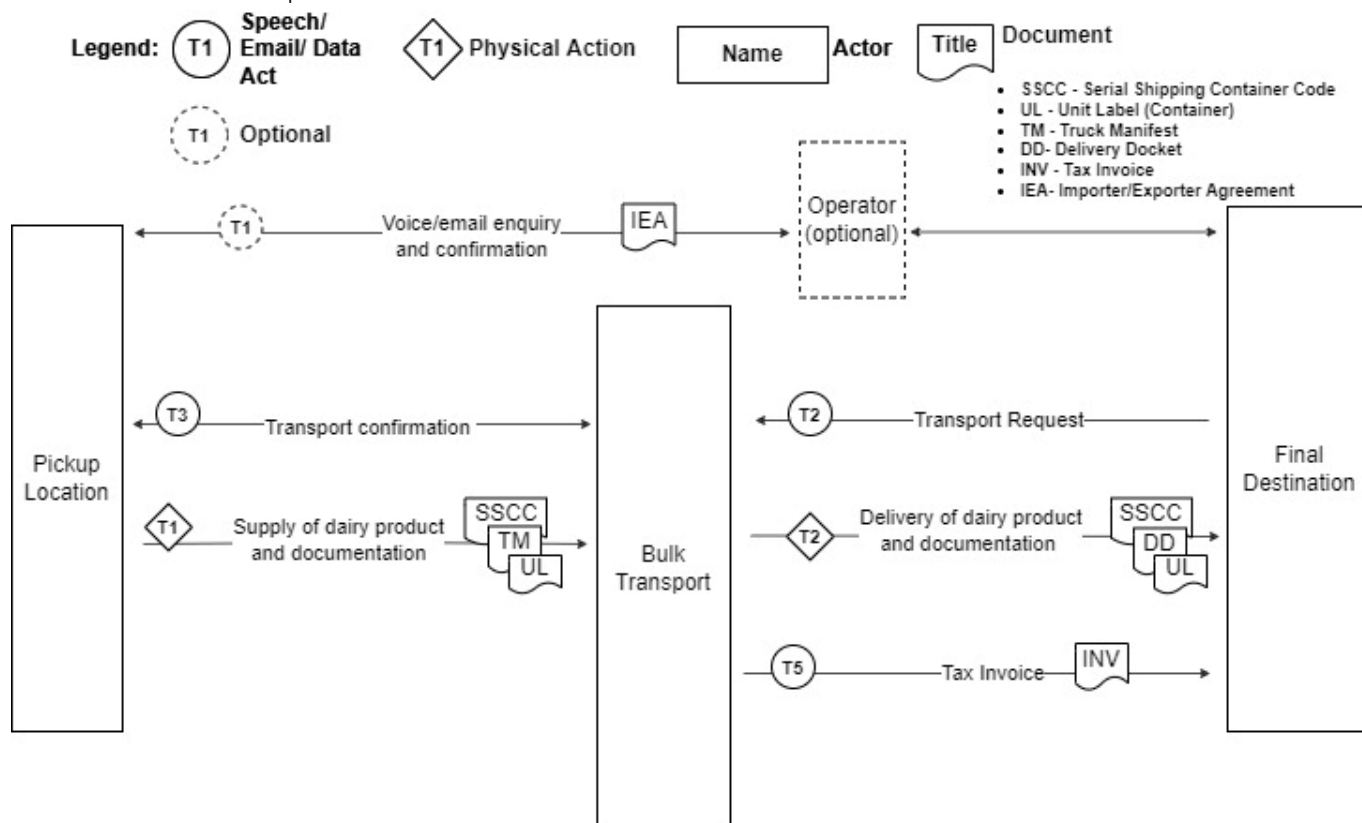 Legend:
T1
Speech/
Email/ Data
Act
T1
Physical Action
Name
Actor
Title
Document
• SSCC - Serial Shipping Container Code
• UL - Unit Label (Container)
• TM - Truck Manifest
• DD- Delivery Docket
• INV - Tax Invoice
• IEA- Importer/Exporter Agreement
T1
Optional
T1
Voice/email enquiry
and confirmation
IEA
Operator
(optional)
Pickup
Location
T3
Transport confirmation
T1
Supply of dairy product
and documentation
SSCC
TM
UL
Bulk
Transport
T2
Transport Request
T2
Delivery of dairy product
and documentation
SSCC
DD
UL
T5
Tax Invoice
INV
Final
Destination